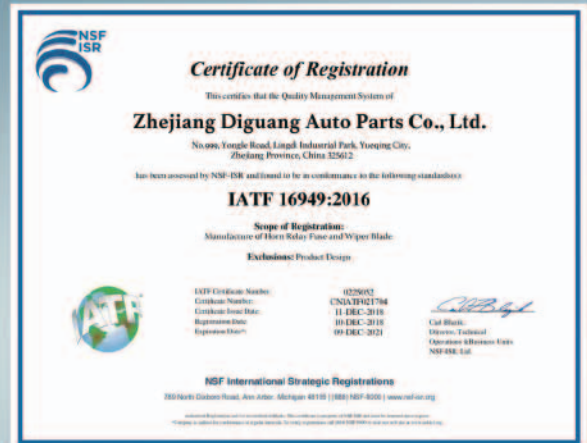 NSF
ISR
Certificate of Registration
This certifies that the Quality Management System of
Zhejiang Diguang Auto Parts Co., Ltd.
No.999, Yongle Road, Lingdi Industrial Park, Yueqing City,
Zhejiang Province, China 325612
has been assessed by NSF-ISR and found to be in conformance to the following standard(s):
IATF 16949:2016
Scope of Registration:
Manufacture of Horn Relay Fuse and Wiper Blade
Exclusions: Product Design
IATF
IATF Certificate Number: 0225052
Certificate Number: CNIATF021784
Certificate Issue Date: 11-DEC-2018
Registration Date: 10-DEC-2018
Expiration Date*: 09-DEC-2021
Carl Blazik,
Director, Technical
Operations &Business Units
NSF-ISR, Ltd.
NSF International Strategic Registrations
789 North Dixboro Road, Ann Arbor, Michigan 48105 | (888) NSF-9000 | www.nsf-isr.org